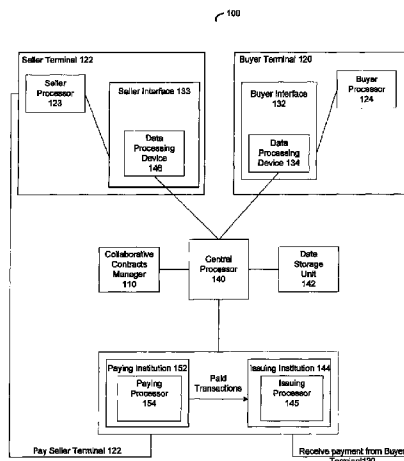 100
Seller Terminal 122
Seller
Processor
123
Seller Interface 133
Data
Processing
Device
146
Buyer Terminal 120
Buyer Interface
132
Data
Processing
Device 134
Buyer
Processor
124
Collaborative
Contracts
Manager
110
Central
Processor
140
Data
Storage
Unit
142
Paying Institution 152
Paying
Processor
154
Paid
Transactions
Issuing Institution 144
Issuing
Processor
145
Pay Seller Terminal 122
Receive payment from Buyer
Terminal120